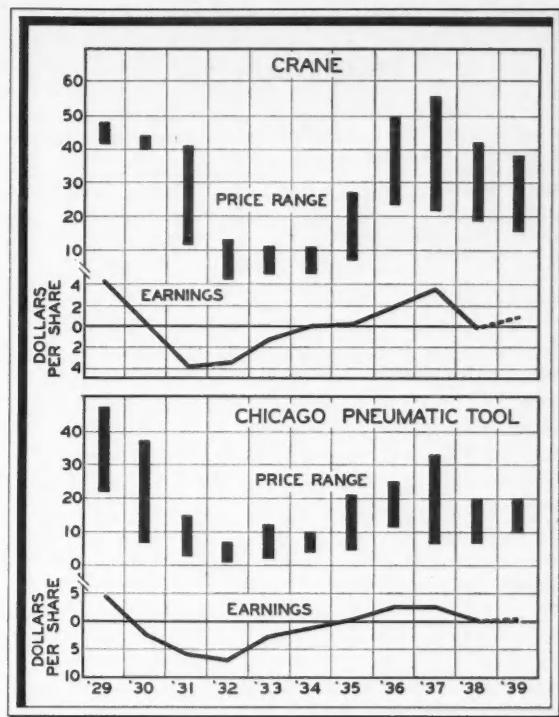 CRANE
60
50
40
30
20
10
PRICE RANGE
4
2
0
2
4
EARNINGS
DOLLARS
PER SHARE
CHICAGO PNEUMATIC TOOL
40
30
20
10
0
PRICE RANGE
5
0
5
10
EARNINGS
DOLLARS
PER SHARE
'29 '30 '31 '32 '33 '34 '35 '36 '37 '38 '39